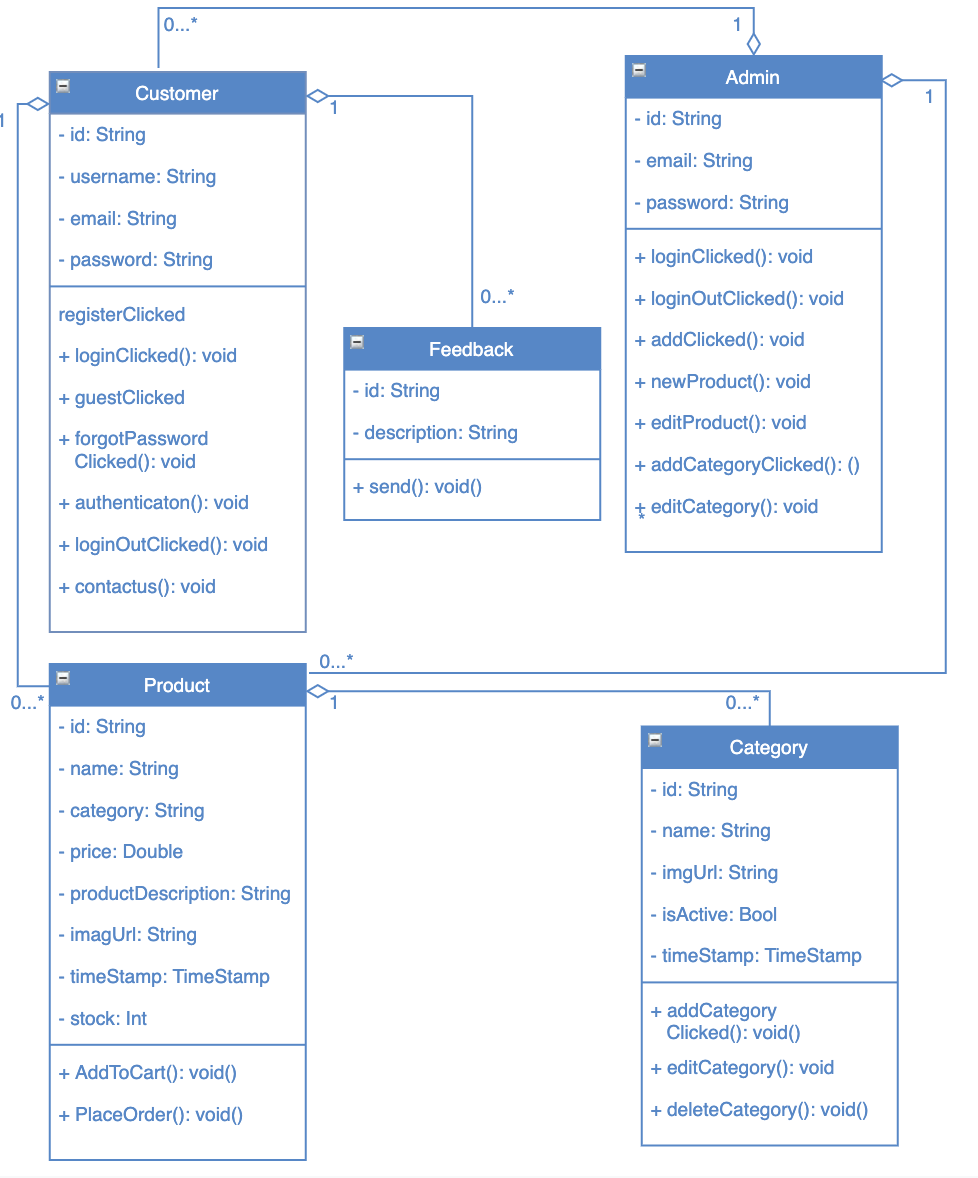 0...*
1
Customer
- id: String
- username: String
- email: String
- password: String
registerClicked
+ loginClicked(): void
+ guestClicked
+ forgotPassword
Clicked(): void
+ authenticaton(): void
+ loginOutClicked(): void
+ contactus(): void
1
1
0...*
Admin
- id: String
- email: String
- password: String
+ loginClicked(): void
+ loginOutClicked(): void
+ addClicked(): void
+ newProduct(): void
+ editProduct(): void
+ addCategoryClicked: ()
+ editCategory(): void
*
1
Feedback
- id: String
- description: String
+ send(): void()
0...*
0...*
Product
- id: String
- name: String
- category: String
- price: Double
- productDescription: String
- imagUrl: String
- timeStamp: TimeStamp
- stock: Int
+ AddToCart(): void()
+ PlaceOrder(): void()
1
0...*
Category
- id: String
- name: String
- imgUrl: String
- isActive: Bool
- timeStamp: TimeStamp
+ addCategory
Clicked(): void()
+ editCategory(): void
+ deleteCategory(): void()